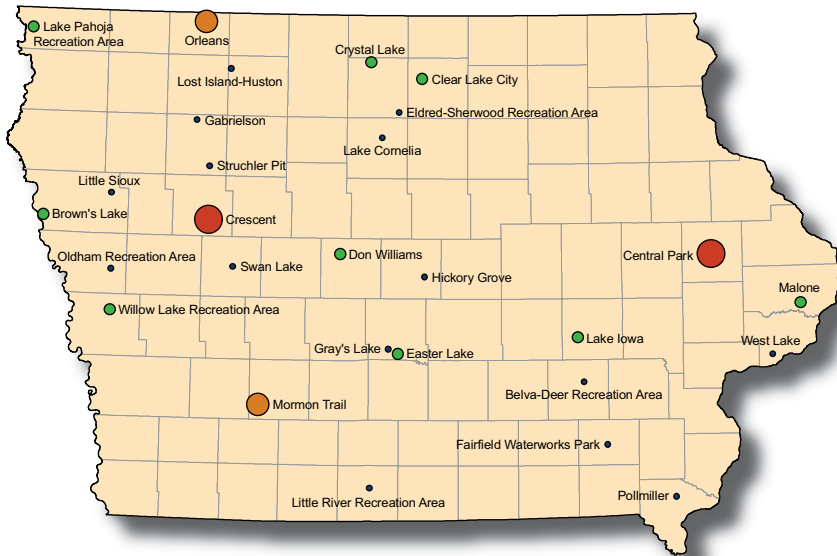 Lake Pahoja
Recreation Area
Orleans
Crystal Lake
Lost Island-Huston
Clear Lake City
Gabrielson
Eldred-Sherwood Recreation Area
Lake Cornelia
Struchler Pit
Little Sioux
Brown's Lake
Crescent
Oldham Recreation Area
Swan Lake
Don Williams
Central Park
Hickory Grove
Malone
Willow Lake Recreation Area
Lake Iowa
West Lake
Gray's Lake
Easter Lake
Belva-Deer Recreation Area
Mormon Trail
Fairfield Waterworks Park
Little River Recreation Area
Pollmiller